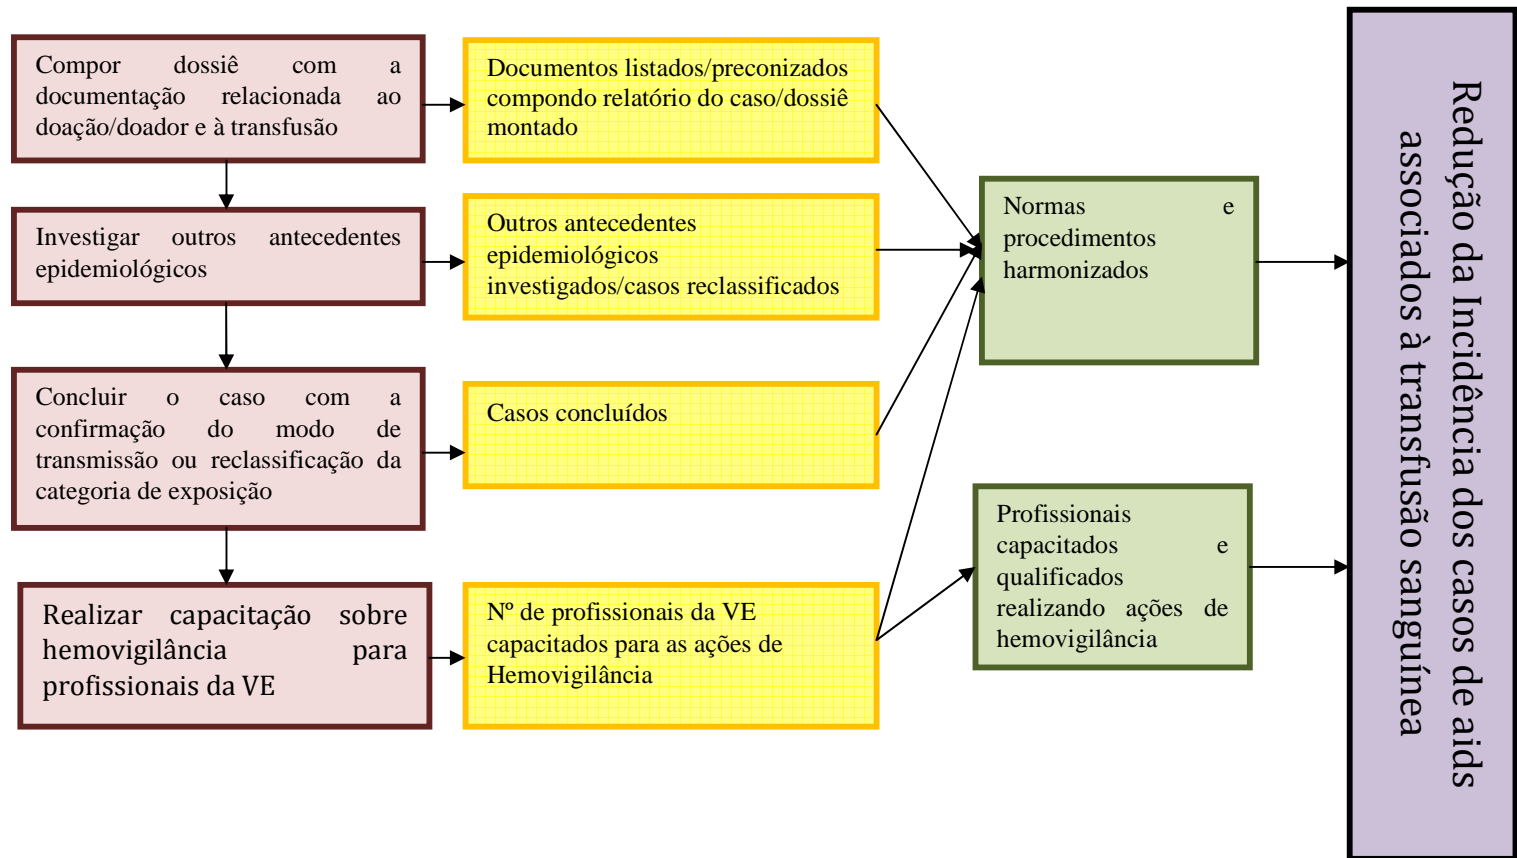 Compor dossiê com a
documentação relacionada ao
doação/doador e à transfusão
Documentos listados/preconizados
compondo relatório do caso/dossiê
montado
Investigar outros antecedentes
epidemiológicos
Outros antecedentes
epidemiológicos
investigados/casos reclassificados
Concluir o caso com a
confirmação do modo de
transmissão ou reclassificação da
categoria de exposição
Casos concluídos
Realizar capacitação sobre
hemovigilância para
profissionais da VE
Nº de profissionais da VE
capacitados para as ações de
Hemovigilância
Normas e
procedimentos
harmonizados
Profissionais
capacitados e
qualificados
realizando ações de
hemovigilância
Redução da Incidência dos casos de aids
associados à transfusão sanguínea